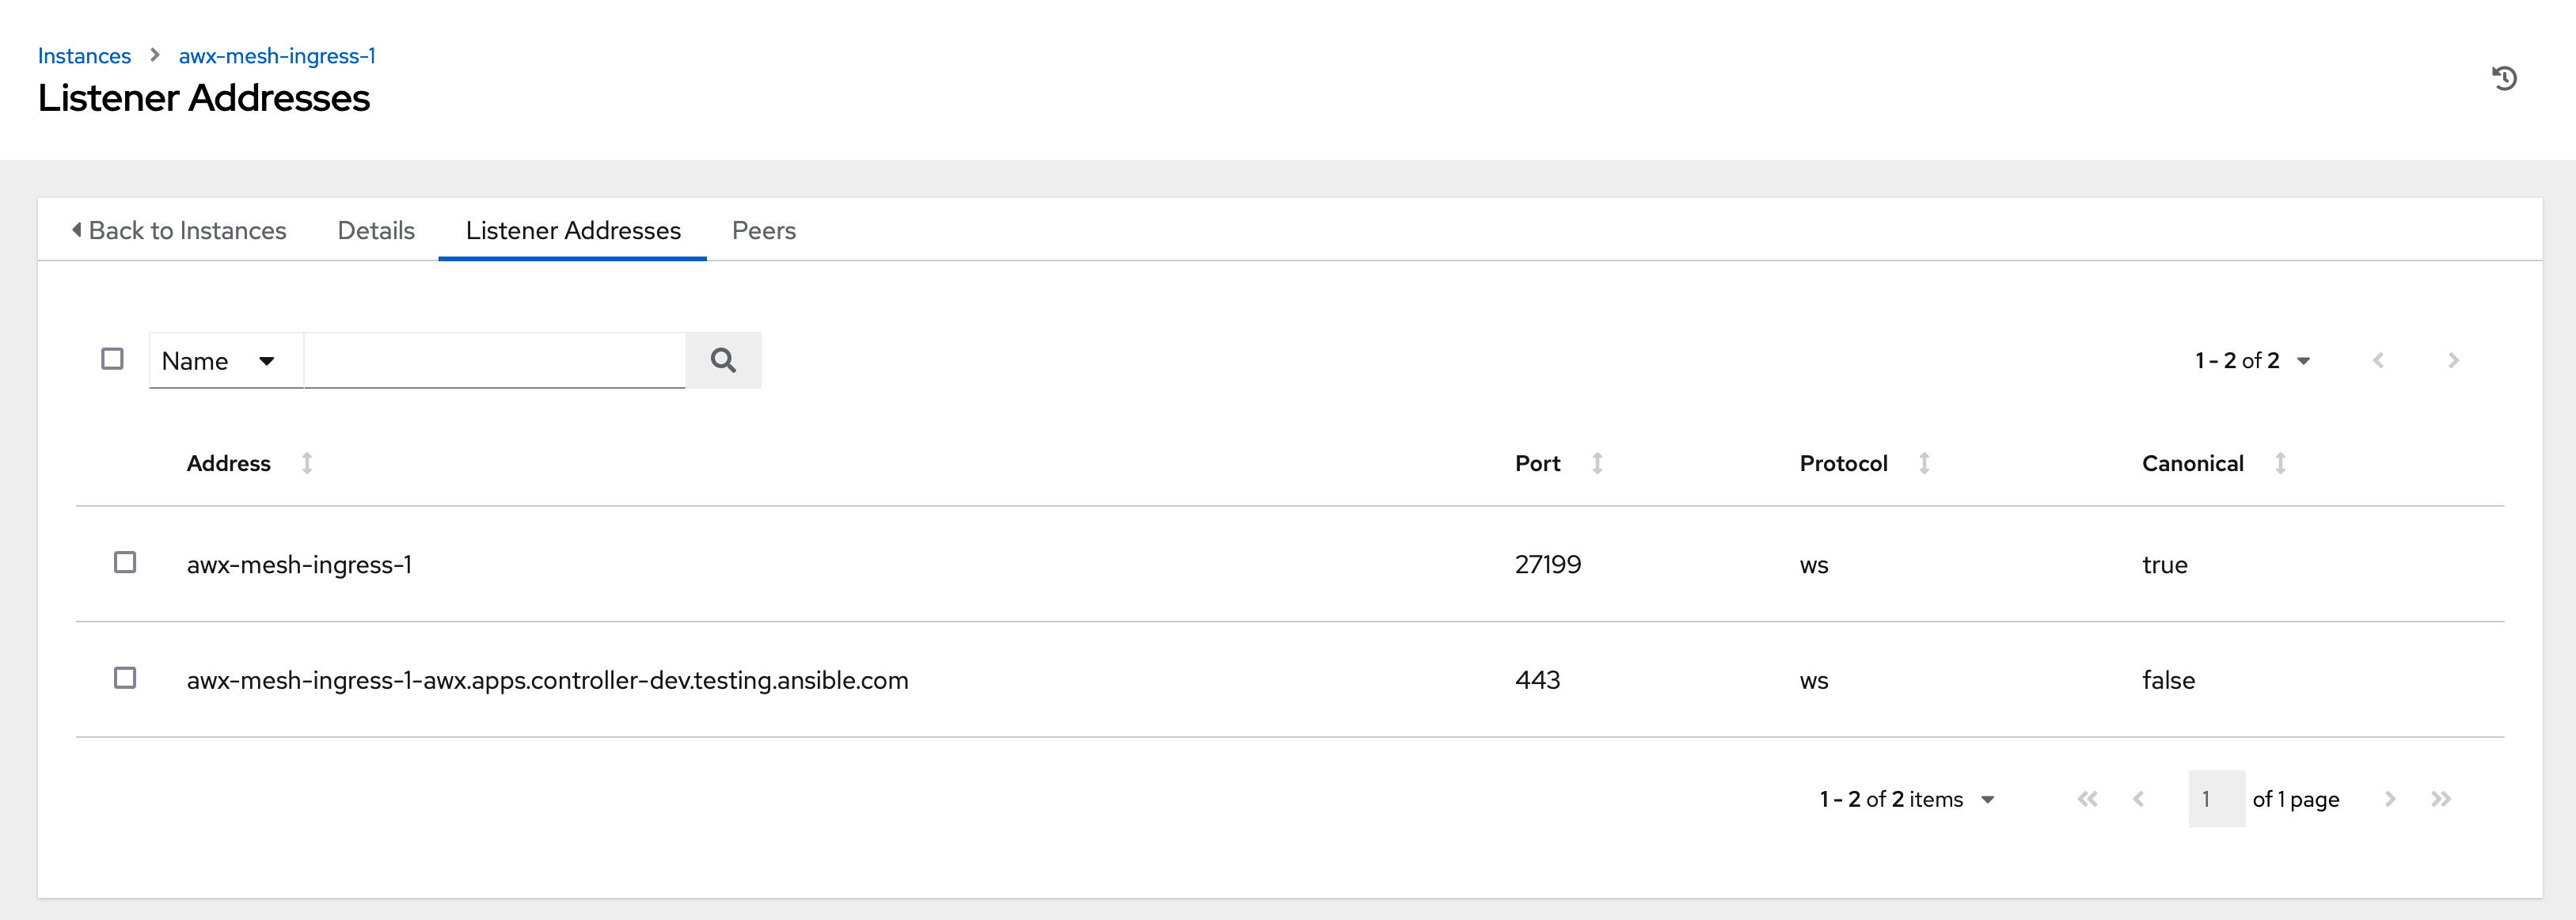 Instances awx-mesh-ingress-1
Listener Addresses
Back to Instances Details Listener Addresses Peers
Name 1 - 2 of 2
Address Port Protocol Canonical
awx-mesh-ingress-1 27199 ws true
awx-mesh-ingress-1-awx.apps.controller-dev.testing.ansible.com 443 ws false
1 - 2 of 2 items 1 of 1 page